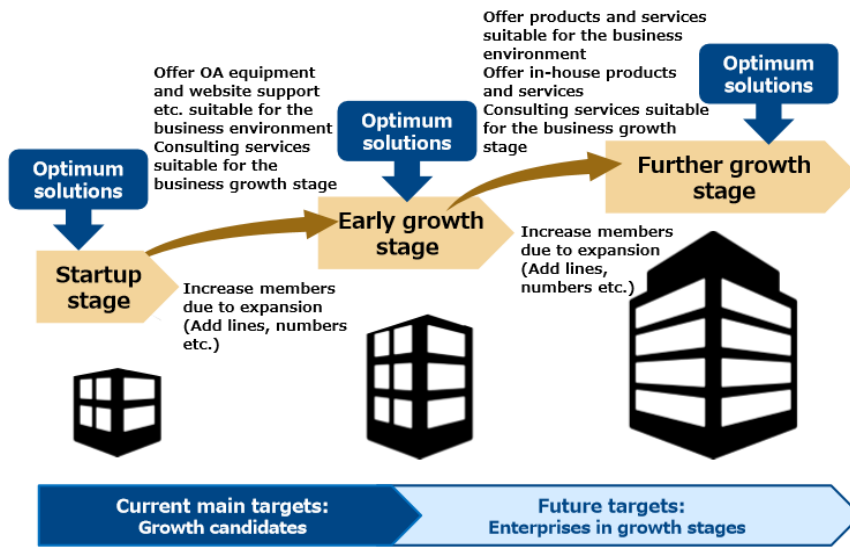 Optimum
solutions
Startup
stage
Offer OA equipment
and website support
etc. suitable for the
business environment
Consulting services
suitable for the
business growth stage
Increase members
due to expansion
(Add lines, numbers
etc.)
Optimum
solutions
Early growth
stage
Offer products and services
suitable for the business
environment
Offer in-house products
and services
Consulting services suitable
for the business growth
stage
Increase members
due to expansion
(Add lines,
numbers etc.)
Optimum
solutions
Further growth
stage
Current main targets:
Growth candidates
Future targets:
Enterprises in growth stages